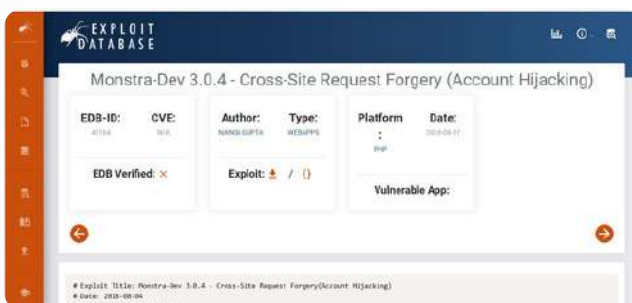 EXPLOIT
DATABASE
Monstra-Dev 3.0.4 - Cross-Site Request Forgery (Account Hijacking)
EDB-ID:
CVE:
N/A
EDB Verified: ×
Author:
NANSI GUPTA
Type:
WEBAPPS
Exploit: / {}
Platform
:
PHP
Date:
Vulnerable App:
# Exploit Title: Monstra-Dev 3.0.4 - Cross-Site Request Forgery(Account Hijacking)
# Date: 2018-08-04